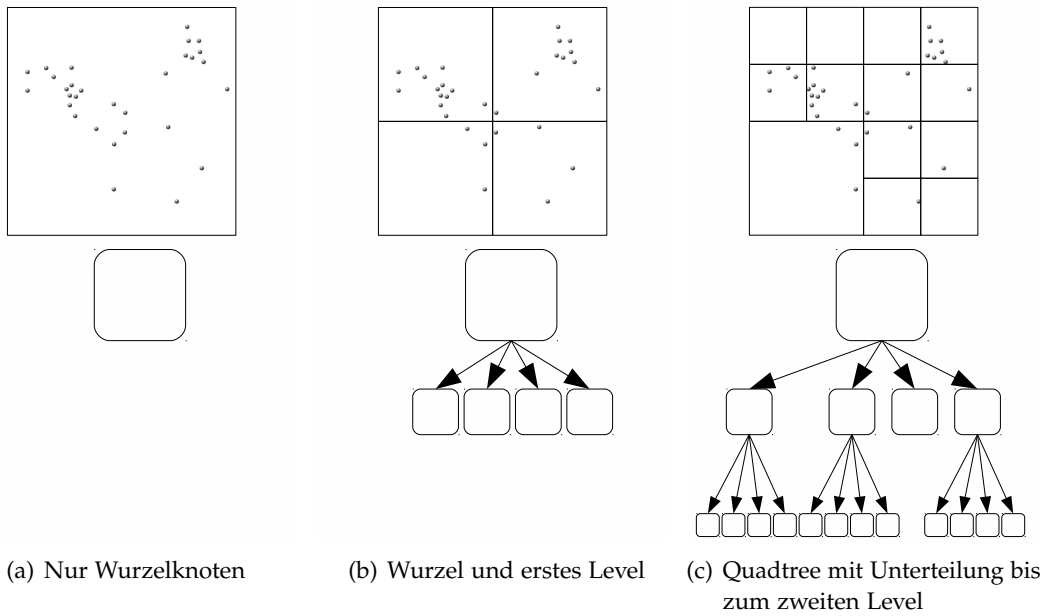 (a) Nur Wurzelknoten
(b) Wurzel und erstes Level
(c) Quadtree mit Unterteilung bis
zum zweiten Level